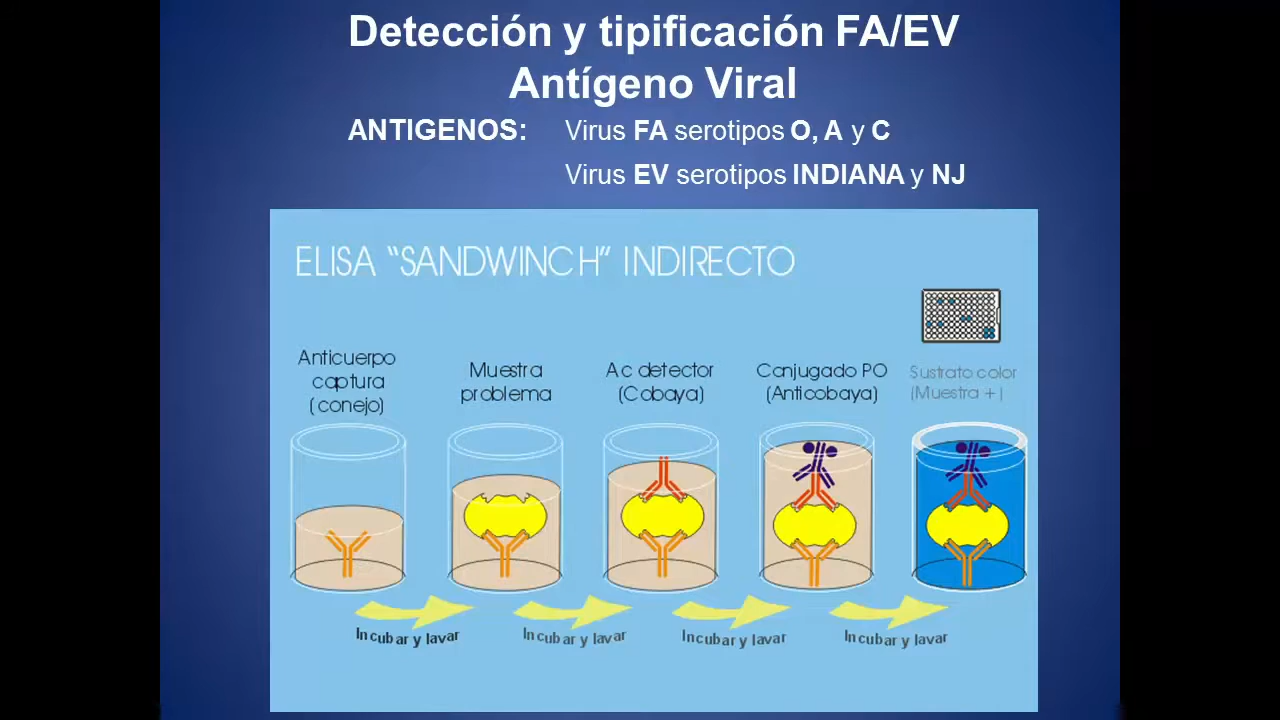 Detección y tipificación FA/EV
Antígeno Viral
ANTIGENOS: Virus FA serotipos O, A y C
Virus EV serotipos INDIANA y NJ
ELISA “SANDWINCH” INDIRECTO
Anticuerpo
captura
(conejo)
Muestra
problema
Ac detector
(Cobaya)
Conjugado PO
(Anticobaya)
Sustrato color
(Muestra +)
Incubar y lavar
Incubar y lavar
Incubar y lavar
Incubar y lavar